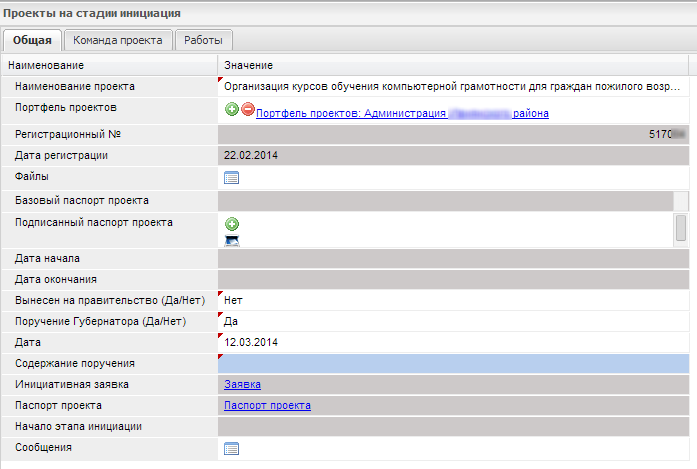 Проекты на стадии инициация
Общая Команда проекта Работы
Наименование Значение
Наименование проекта Организация курсов обучения компьютерной грамотности для граждан пожилого возр...
Портфель проектов Портфель проектов: Администрация района
Регистрационный №
Дата регистрации 22.02.2014
Файлы
Базовый паспорт проекта
Подписанный паспорт проекта
Дата начала
Дата окончания
Вынесен на правительство (Да/Нет) Нет
Поручение Губернатора (Да/Нет) Да
Дата 12.03.2014
Содержание поручения
Инициативная заявка Заявка
Паспорт проекта Паспорт проекта
Начало этапа инициации
Сообщения